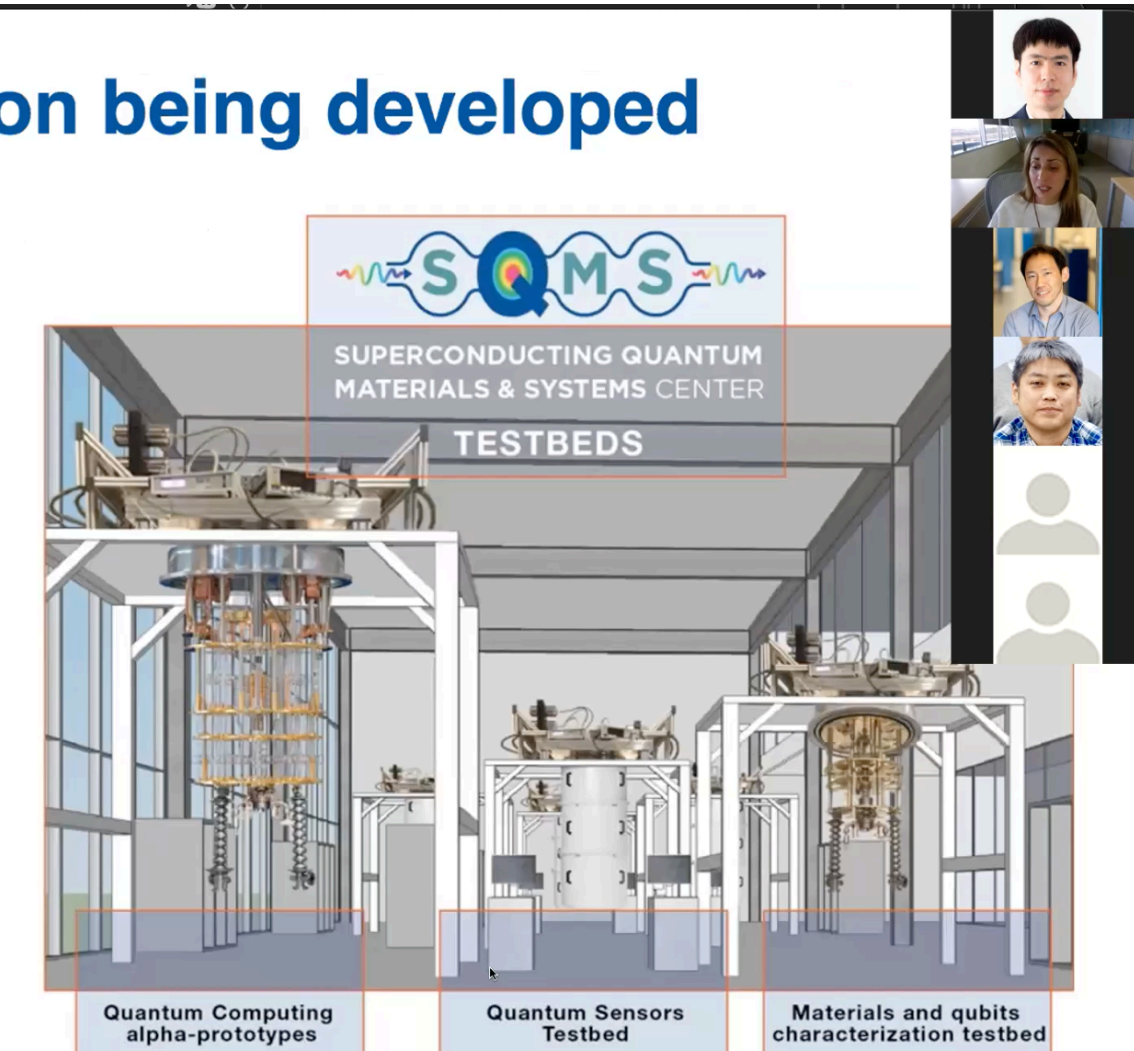 on being developed
SQMS
SUPERCONDUCTING QUANTUM
MATERIALS & SYSTEMS CENTER
TESTBEDS
Quantum Computing
alpha-prototypes
Quantum Sensors
Testbed
Materials and qubits
characterization testbed